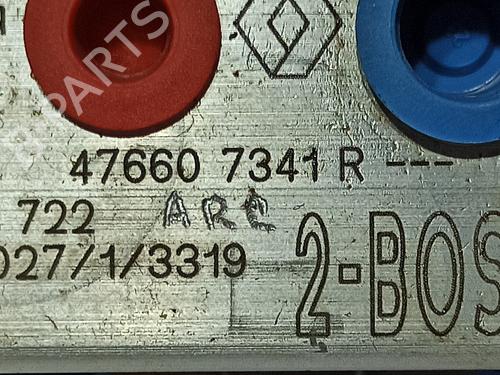 B-PARTS
47660 7341 R ---
722 ARC
027/1/3319
2-BOS